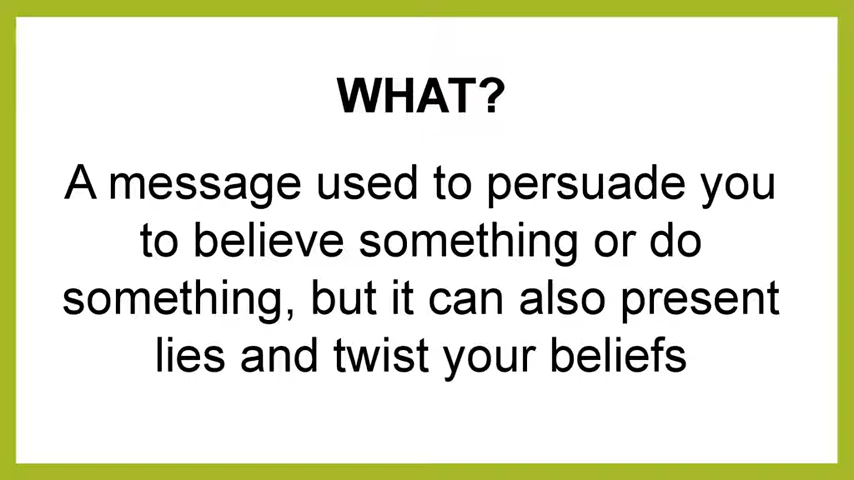 WHAT?
A message used to persuade you
to believe something or do
something, but it can also present
lies and twist your beliefs